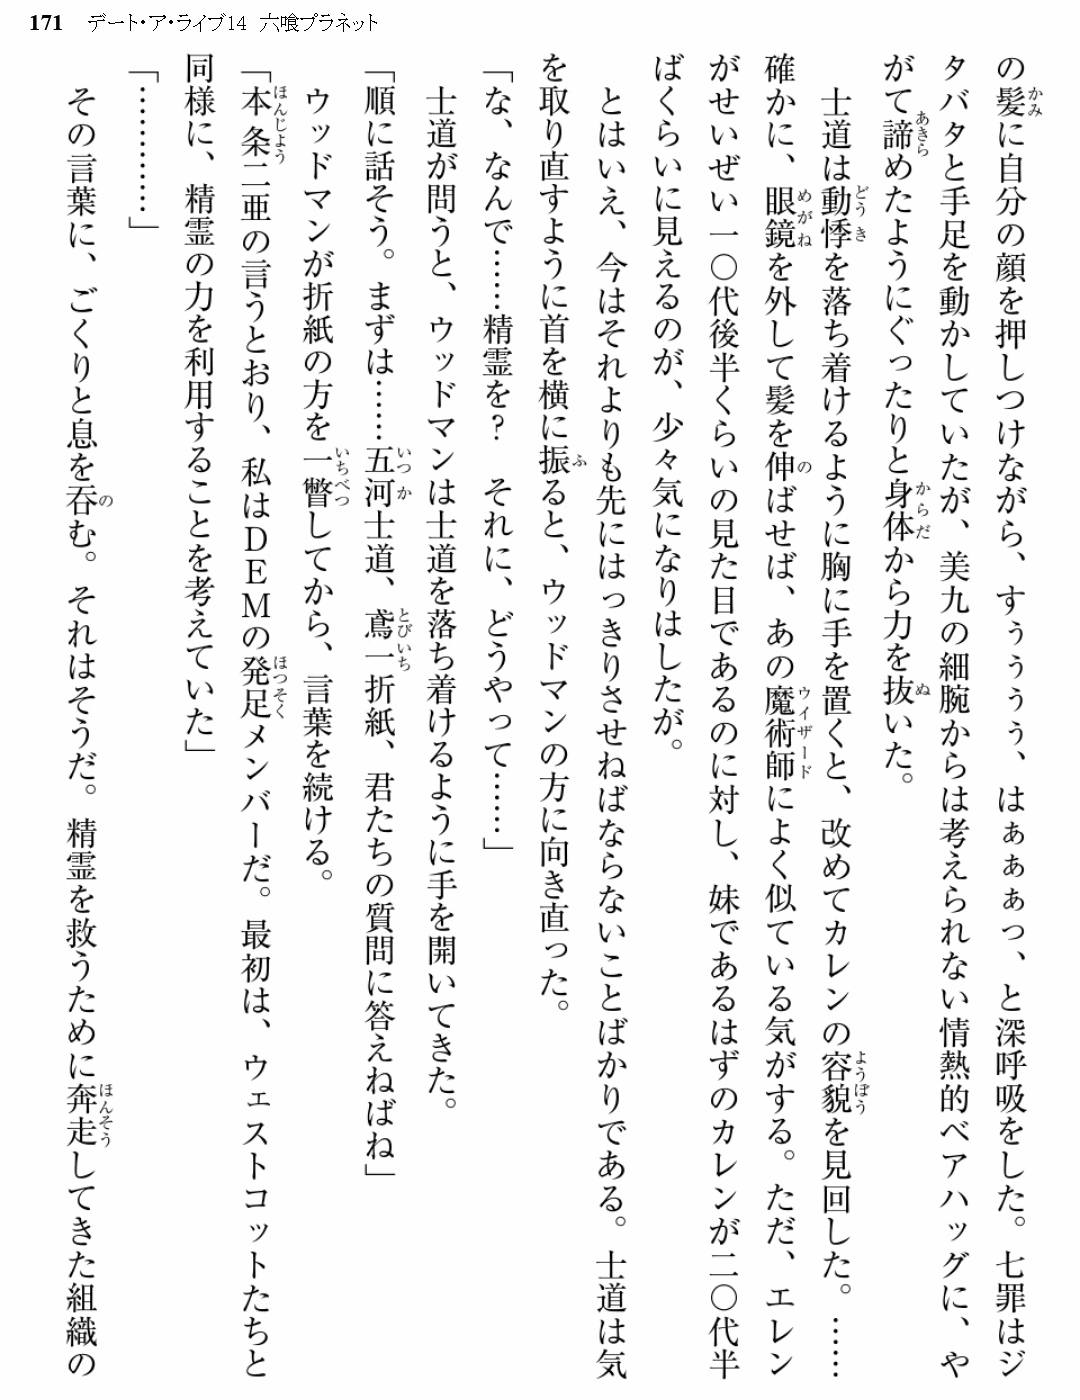 171 デート・ア・ライブ14 六喰プラネット
の髪に自分の顔を押しつけながら、すぅぅぅぅ、はぁぁぁっ、と深呼吸をした。七罪はジ
タバタと手足を動かしていたが、美九の細腕からは考えられない情熱的ベアハッグに、や
がて諦めたようにぐったりと身体から力を抜いた。
士道は動悸を落ち着けるように胸に手を置くと、改めてカレンの容貌を見回した。……
確かに、眼鏡を外して髪を伸ばせば、あの魔術師によく似ている気がする。ただ、エレン
がせいぜい一〇代後半くらいの見た目であるのに対し、妹であるはずのカレンが二〇代半
ばくらいに見えるのが、少々気になりはしたが。
とはいえ、今はそれよりも先にはっきりさせねばならないことばかりである。士道は気
を取り直すように首を横に振ると、ウッドマンの方に向き直った。
「な、なんで……精霊を? それに、どうやって……」
士道が問うと、ウッドマンは士道を落ち着けるように手を開いてきた。
「順に話そう。まずは……五河士道、鳶一折紙、君たちの質問に答えねばね」
ウッドマンが折紙の方を一瞥してから、言葉を続ける。
「本条二亜の言うとおり、私はDEMの発足メンバーだ。最初は、ウェストコットたちと
同様に、精霊の力を利用することを考えていた」
「…………」
その言葉に、ごくりと息を呑む。それはそうだ。精霊を救うために奔走してきた組織の